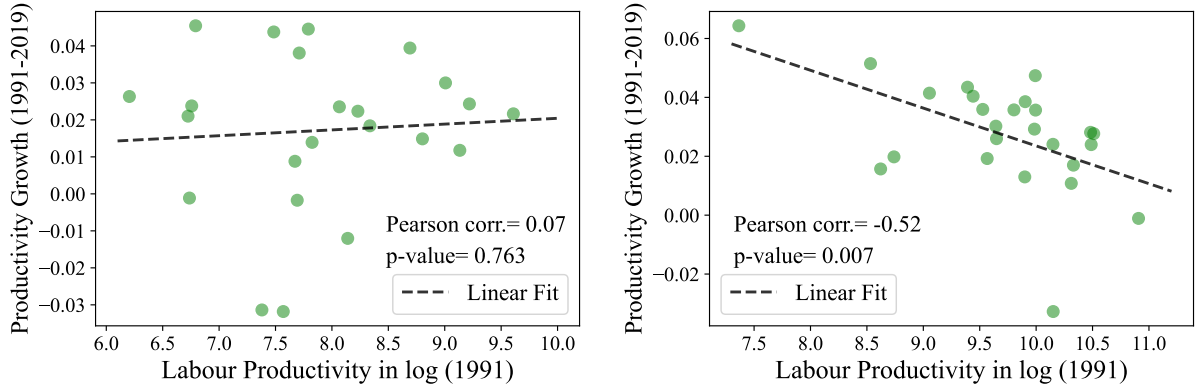 Productivity Growth (1991-2019)
0.04
0.03
0.02
0.01
0.00
−0.01
−0.02
−0.03
Pearson corr.= 0.07
p-value= 0.763
Linear Fit
6.0 6.5 7.0 7.5 8.0 8.5 9.0 9.5 10.0
Labour Productivity in log (1991)
Productivity Growth (1991-2019)
0.06
0.04
0.02
0.00
−0.02
Pearson corr.= -0.52
p-value= 0.007
Linear Fit
7.5 8.0 8.5 9.0 9.5 10.0 10.5 11.0
Labour Productivity in log (1991)